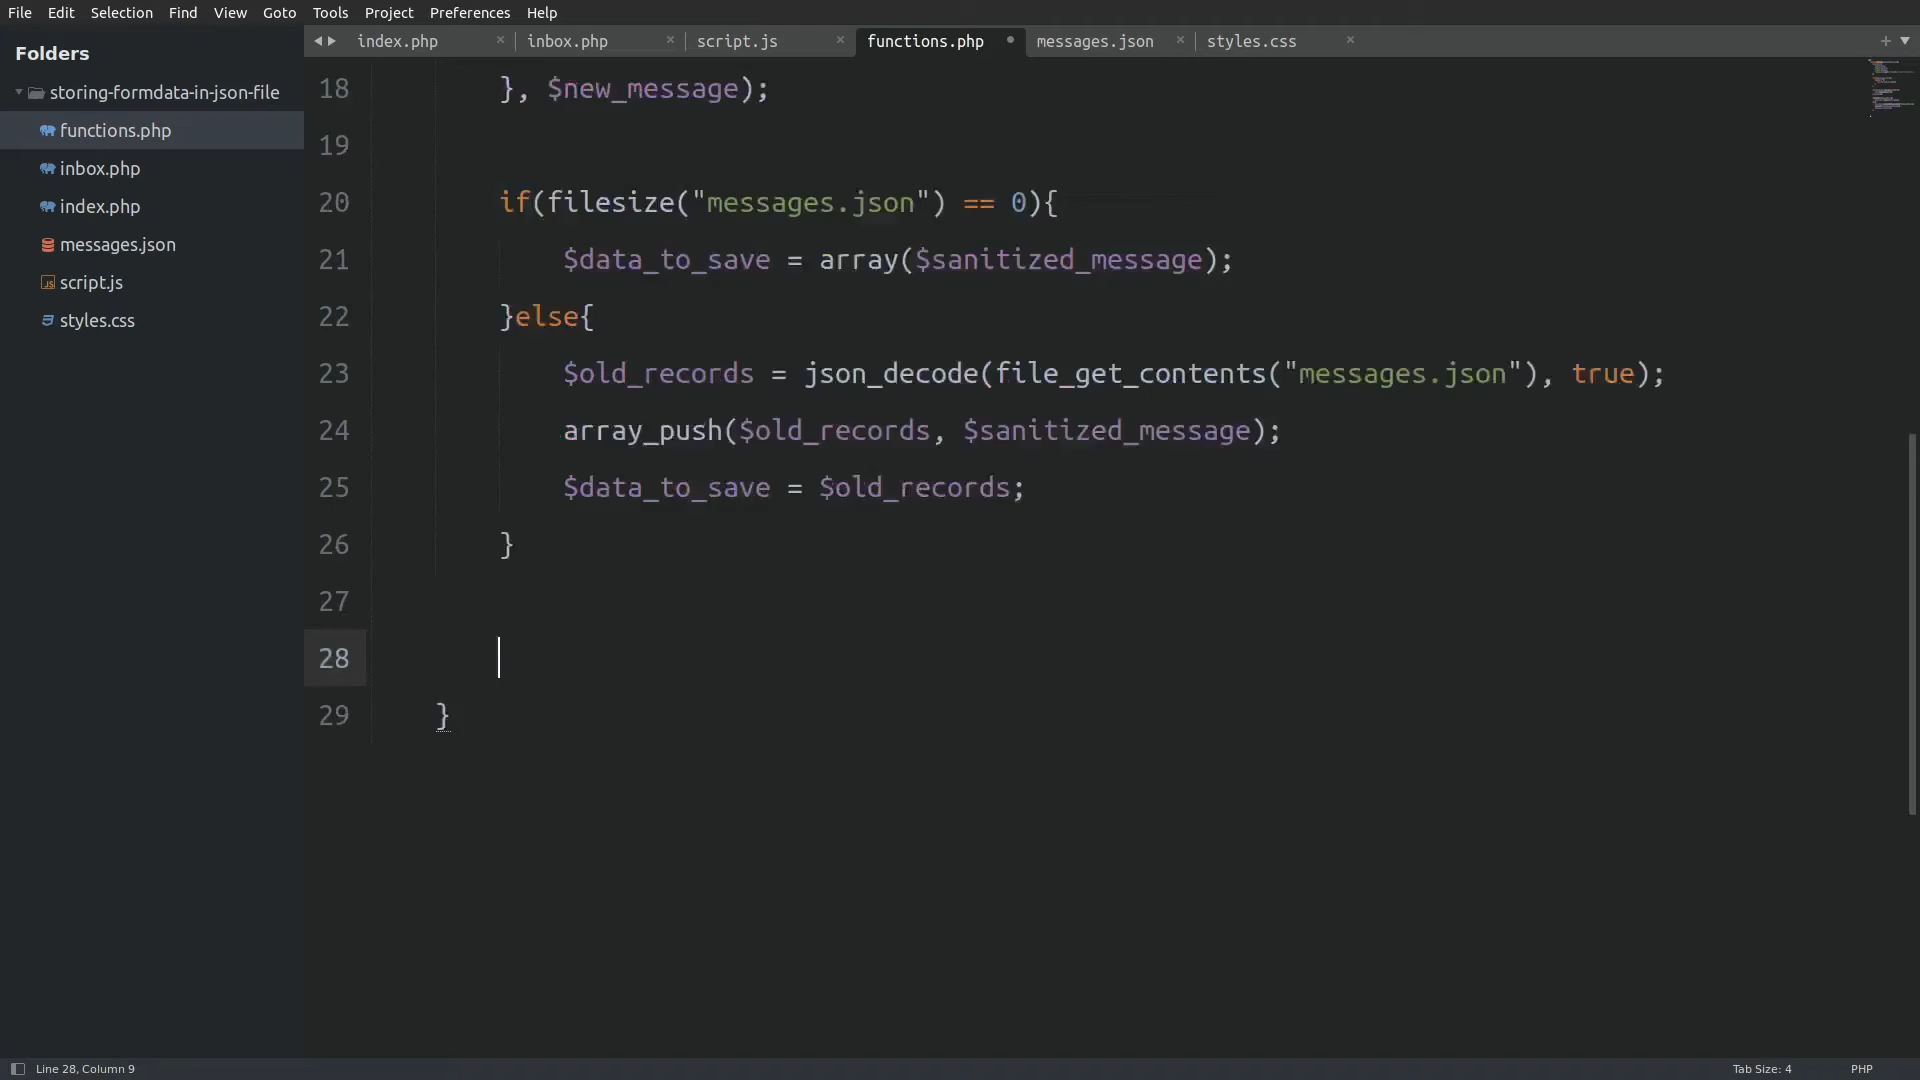 File Edit Selection Find View Goto Tools Project Preferences Help
Folders
storing-formdata-in-json-file
functions.php
inbox.php
index.php
messages.json
script.js
styles.css
index.php × inbox.php × script.js × functions.php messages.json × styles.css ×
18 }, $new_message);
19
20 if(filesize("messages.json") == 0){
21 $data_to_save = array($sanitized_message);
22 }else{
23 $old_records = json_decode(file_get_contents("messages.json"), true);
24 array_push($old_records, $sanitized_message);
25 $data_to_save = $old_records;
26 }
27
28
29 }
Line 28, Column 9
Tab Size: 4 PHP